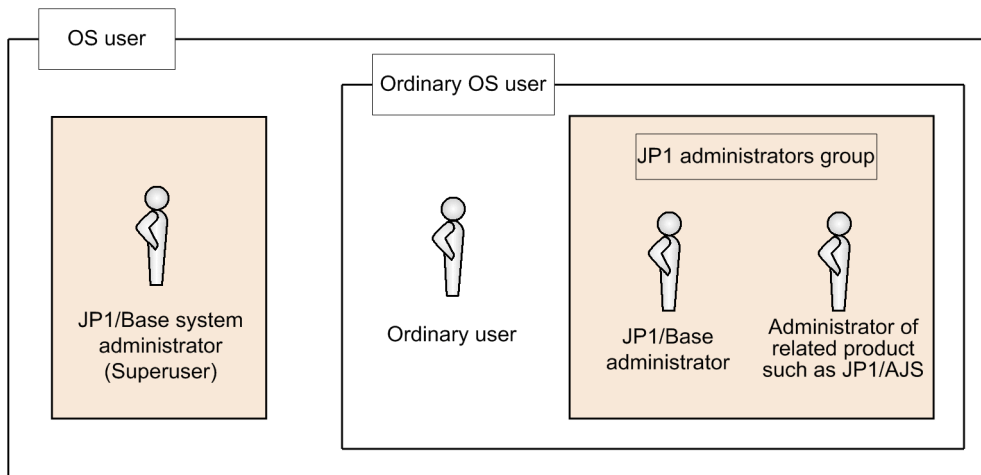 OS user
Ordinary OS user
JP1 administrators group
JP1/Base system
administrator
(Superuser)
Ordinary user
JP1/Base
administrator
Administrator of
related product
such as JP1/AJS